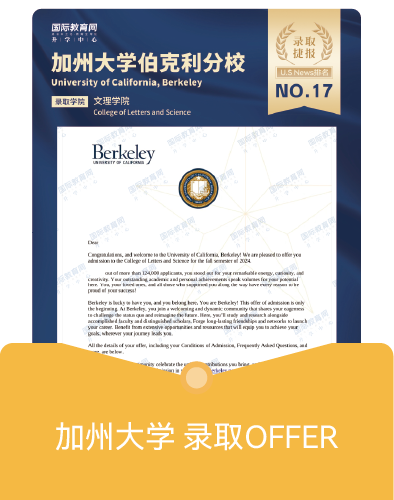 国际教育网
升学中心
录取
捷报
U.S News排名
NO.17
加州大学伯克利分校
University of California, Berkeley
录取学院 文理学院
College of Letters and Science
Berkeley
UNIVERSITY OF CALIFORNIA
Dear
Congratulations, and welcome to the University of California, Berkeley! We are pleased to offer you
admission to the College of Letters and Science for the fall semester of 2024.
out of more than 124,000 applicants, you stood out for your remarkable energy, curiosity, and
creativity. Your outstanding academic and personal achievements speak volumes for your potential
here. You, your loved ones, and all those who supported you along the way have every reason to be
proud of your success!
Berkeley is lucky to have you, and you belong here. You are Berkeley! This offer of admission is only
the beginning. At Berkeley, you join a welcoming and dynamic community that shares your eagerness
to challenge the status quo and reimagine the future. Here, you'll study and research alongside
accomplished faculty and distinguished scholars, Forge long-lasting friendships and networks to launch
your career. Benefit from extensive opportunities and resources that will equip you to achieve your
goals, wherever your journey leads you.
All the details of your offer, including your Conditions of Admission, Frequently Asked Questions, and
more, are below.
celebrate the
加州大学 录取OFFER